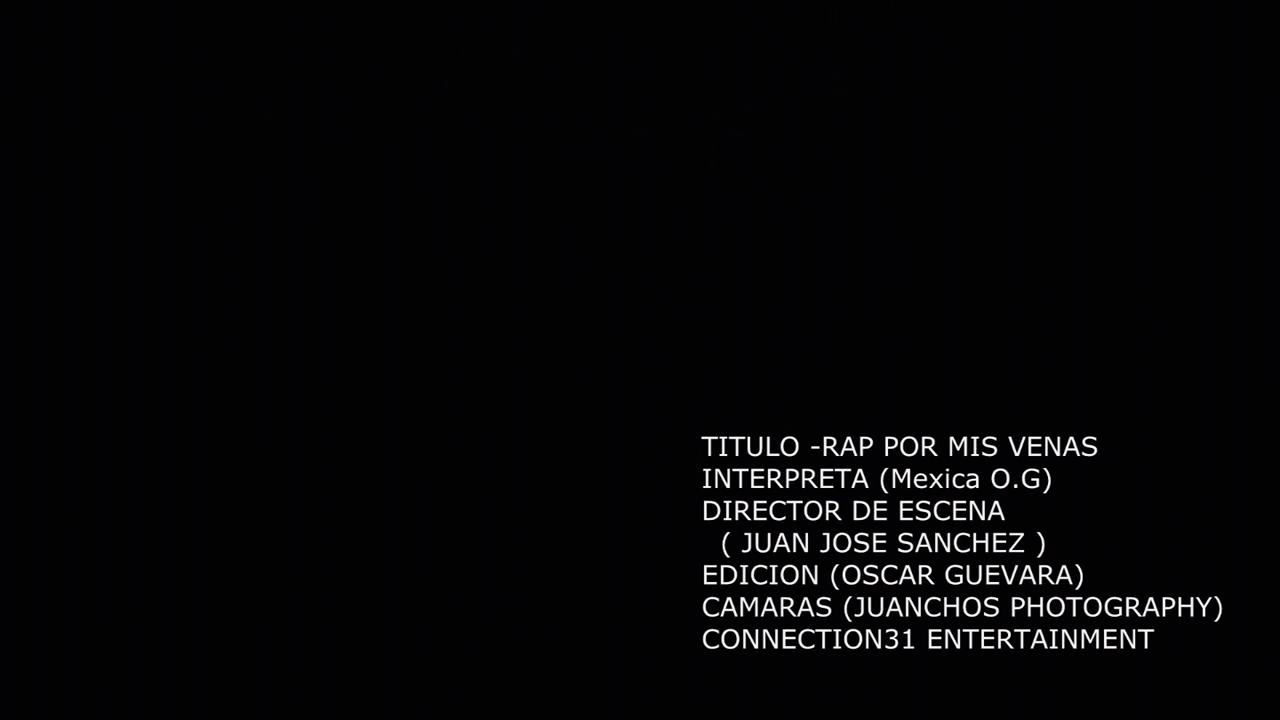 TITULO -RAP POR MIS VENAS
INTERPRETA (Mexica O.G)
DIRECTOR DE ESCENA
( JUAN JOSE SANCHEZ )
EDICION (OSCAR GUEVARA)
CAMARAS (JUANCHOS PHOTOGRAPHY)
CONNECTION31 ENTERTAINMENT